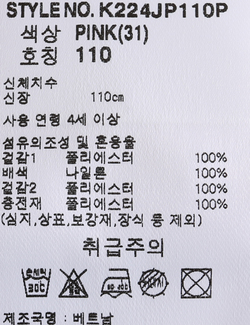 STYLE NO. K224JP110P
색상 PINK(31)
호칭 110
신체치수
신장 110cm
사용 연령 4세 이상
섬유의조성 및 혼용율
겉감1 폴리에스터 100%
배색 나일론 100%
겉감2 폴리에스터 100%
충전재 폴리에스터 100%
(심지,상표,보강재,장식 등 제외)
취급주의
제조국명 : 베트남